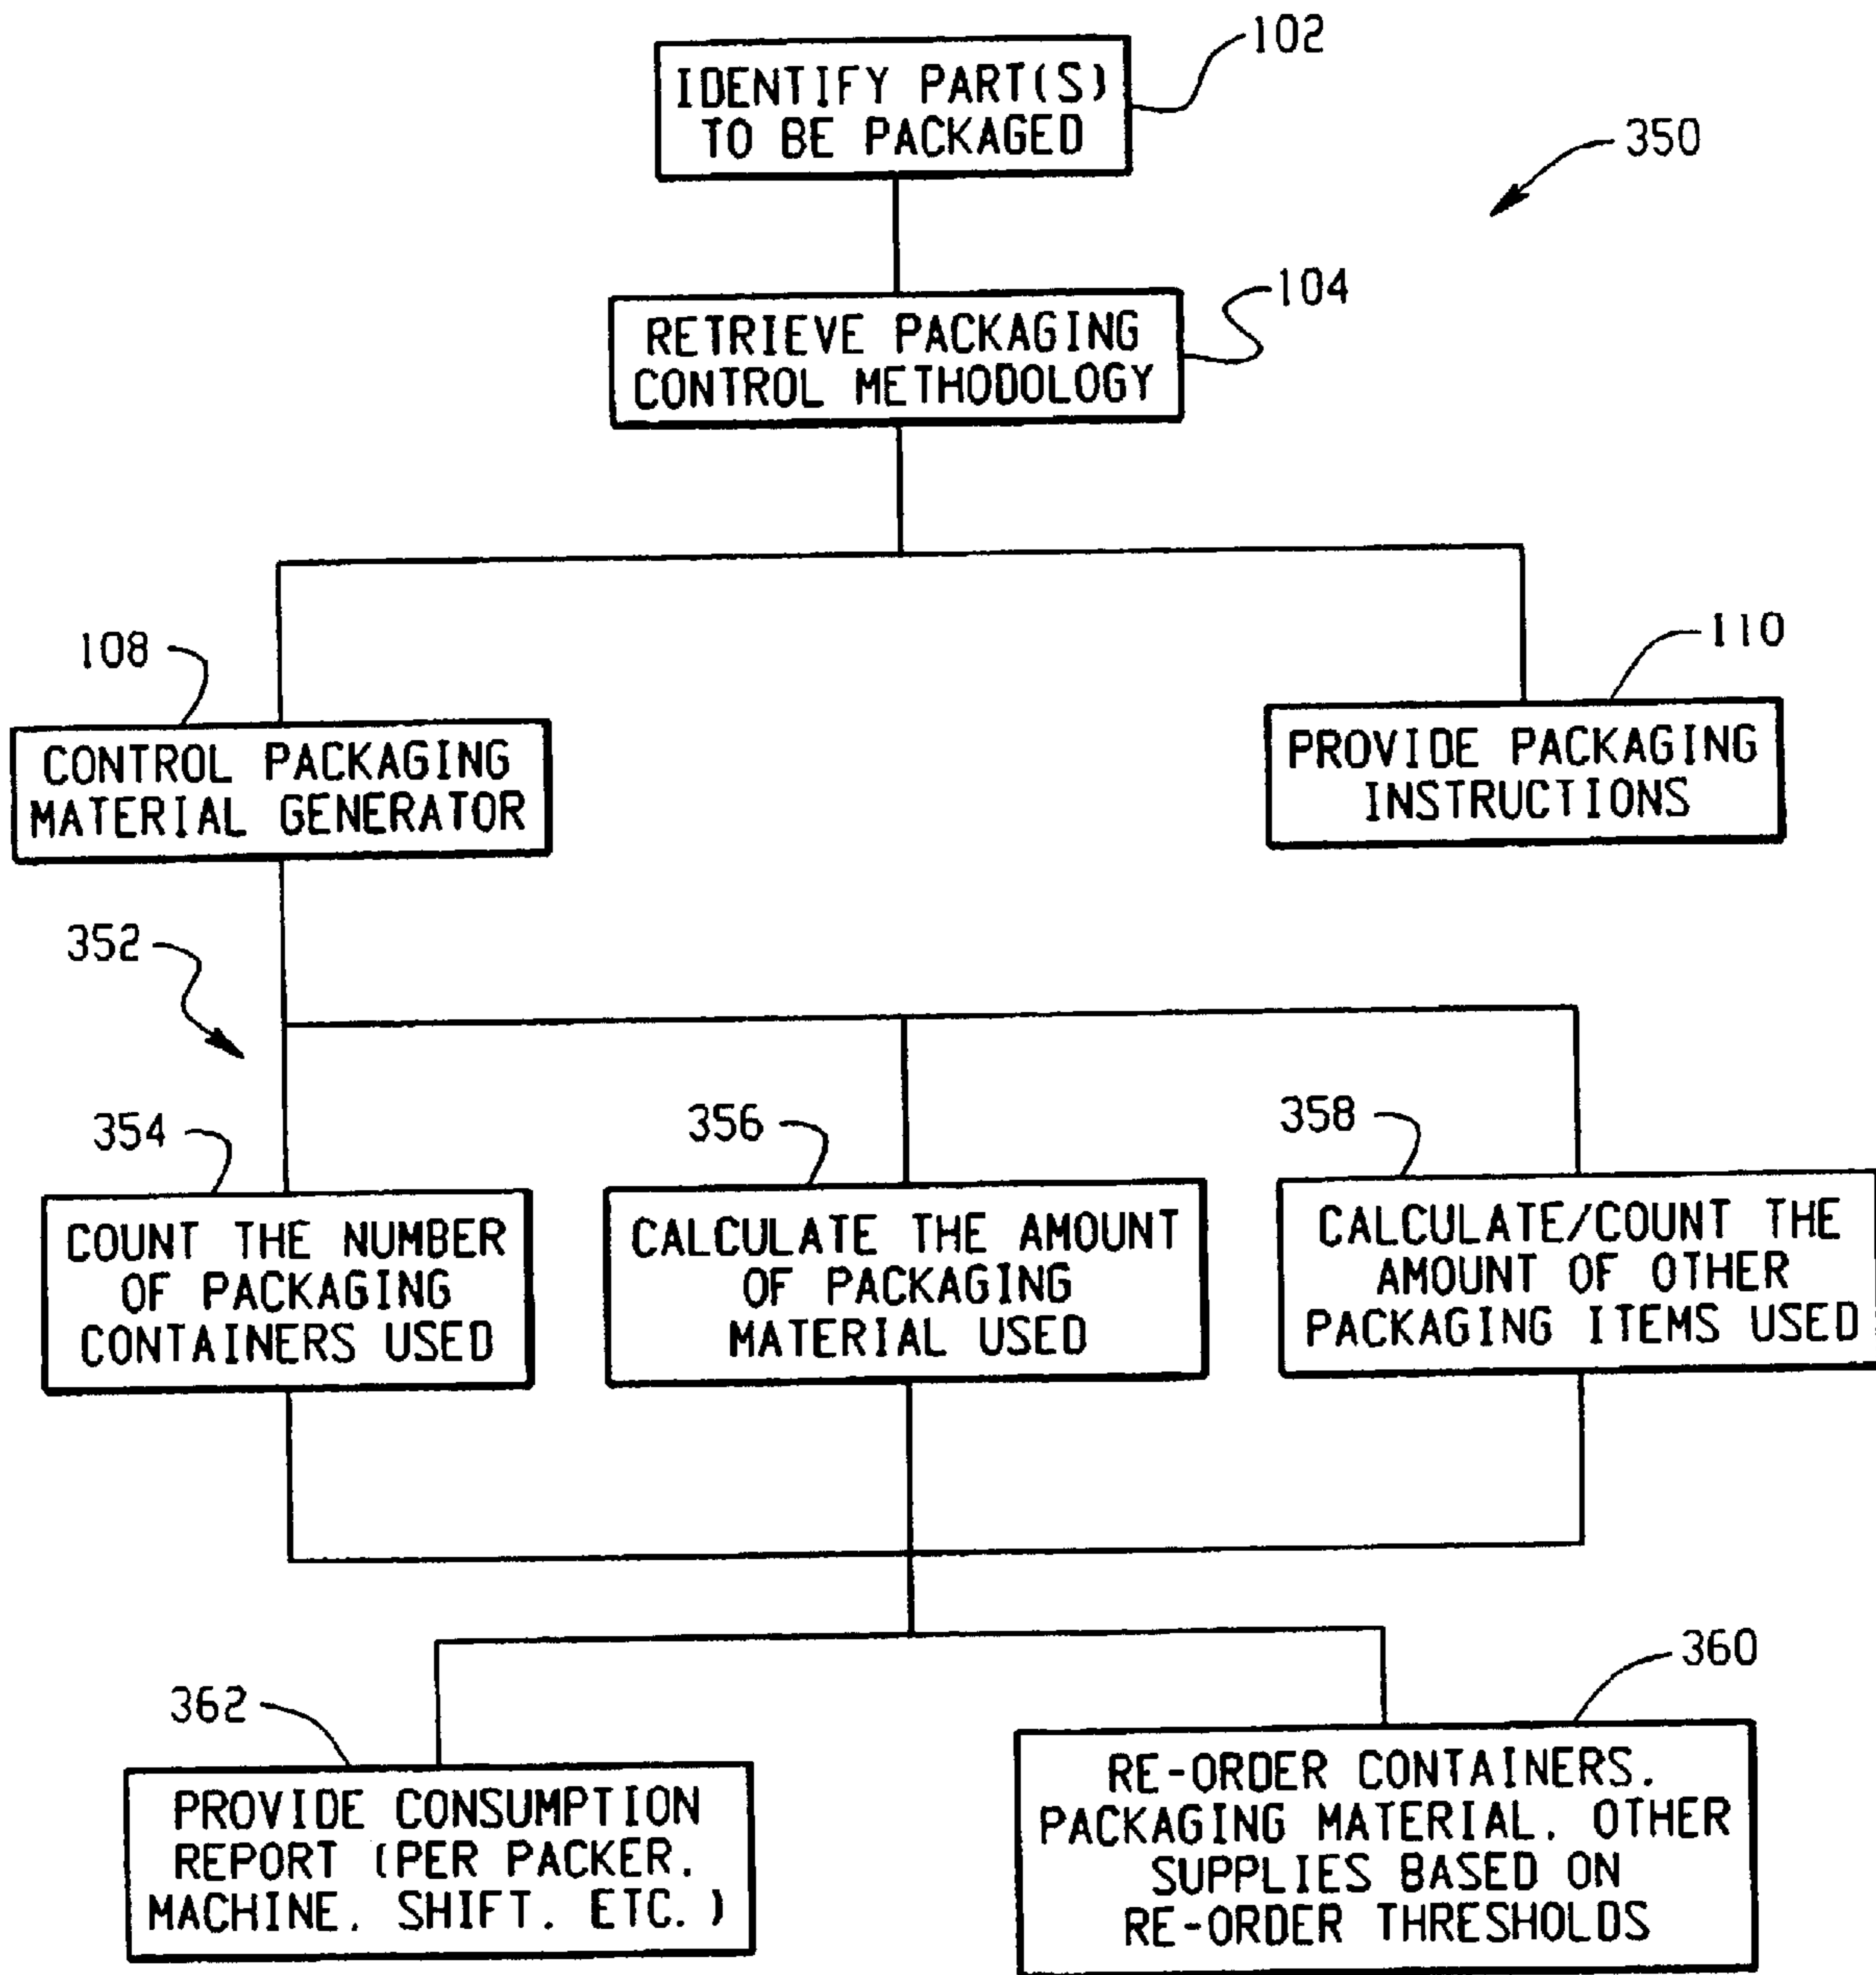 102
IDENTIFY PART(S)
TO BE PACKAGED
350
104
RETRIEVE PACKAGING
CONTROL METHODOLOGY
108
110
CONTROL PACKAGING
MATERIAL GENERATOR
PROVIDE PACKAGING
INSTRUCTIONS
352
354
356
358
COUNT THE NUMBER
OF PACKAGING
CONTAINERS USED
CALCULATE THE AMOUNT
OF PACKAGING
MATERIAL USED
CALCULATE/COUNT THE
AMOUNT OF OTHER
PACKAGING ITEMS USED
362
360
PROVIDE CONSUMPTION
REPORT (PER PACKER.
MACHINE. SHIFT. ETC.)
RE-ORDER CONTAINERS.
PACKAGING MATERIAL. OTHER
SUPPLIES BASED ON
RE-ORDER THRESHOLDS